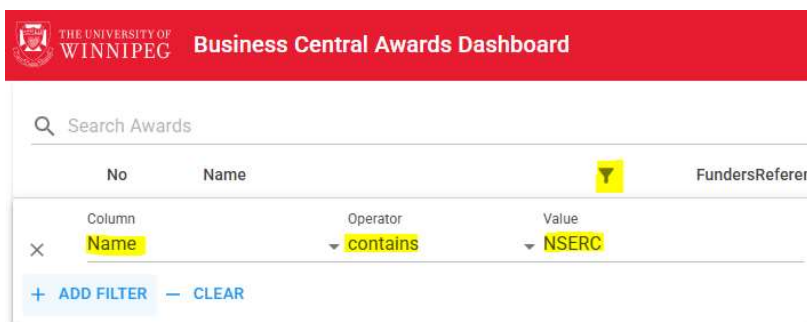 THE UNIVERSITY OF
WINNIPEG
Business Central Awards Dashboard
Search Awards
No Name FundersReferen
Column Operator Value
Name contains NSERC
+ ADD FILTER — CLEAR